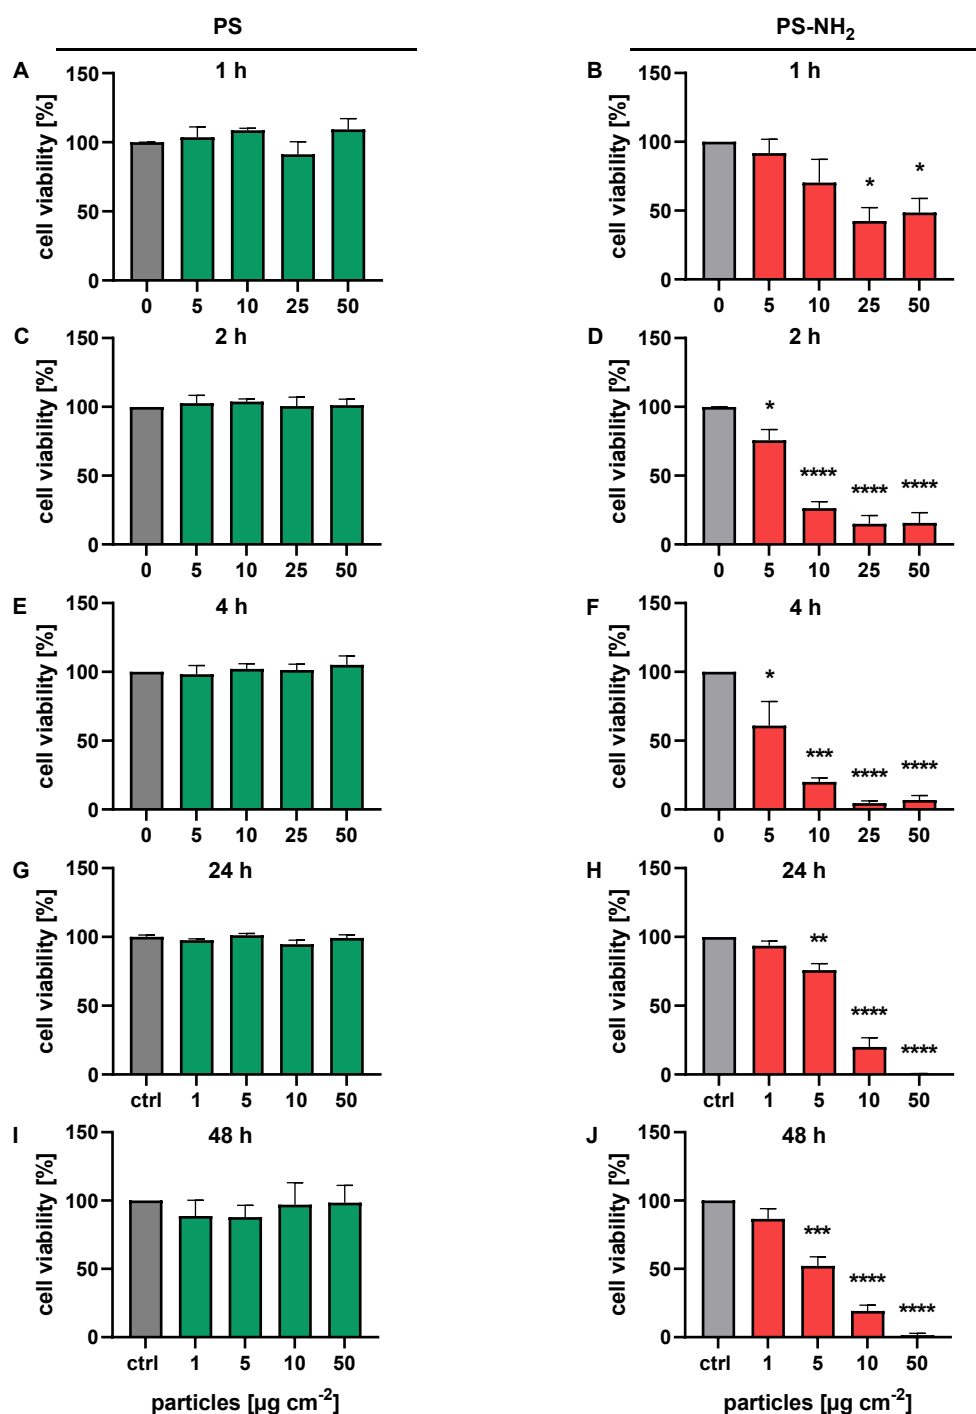 PS
PS-NH₂
A
1 h
cell viability [%]
150
100
50
0
0 5 10 25 50
B
1 h
cell viability [%]
150
100
50
0
* *
0 5 10 25 50
C
2 h
cell viability [%]
150
100
50
0
0 5 10 25 50
D
2 h
cell viability [%]
150
100
50
0
* **** **** ****
0 5 10 25 50
E
4 h
cell viability [%]
150
100
50
0
0 5 10 25 50
F
4 h
cell viability [%]
150
100
50
0
* *** **** ****
0 5 10 25 50
G
24 h
cell viability [%]
150
100
50
0
ctrl 1 5 10 50
H
24 h
cell viability [%]
150
100
50
0
** **** ****
ctrl 1 5 10 50
I
48 h
cell viability [%]
150
100
50
0
ctrl 1 5 10 50
particles [µg cm⁻²]
J
48 h
cell viability [%]
150
100
50
0
*** **** ****
ctrl 1 5 10 50
particles [µg cm⁻²]